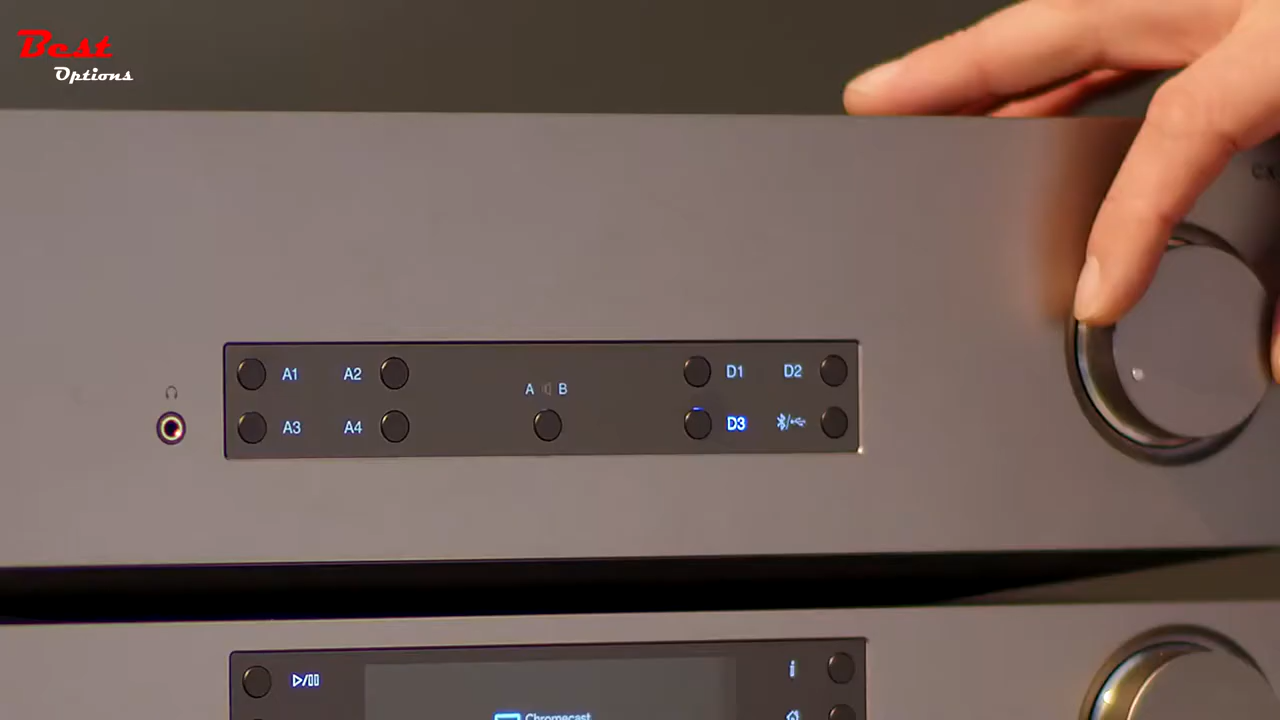 Best
Options
A1 A2
A3 A4
A B
D1 D2
D3
i
Chromecast